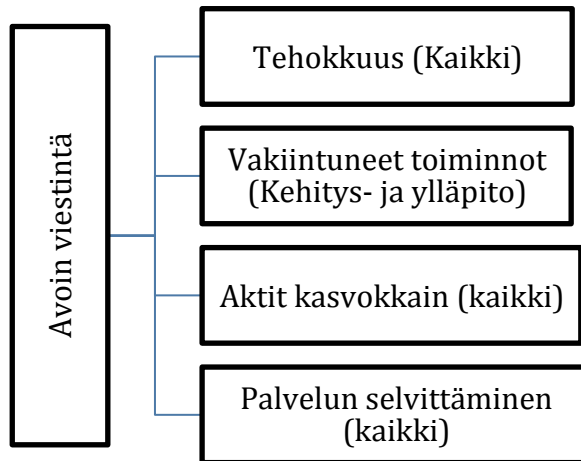 Avoin viestintä
Tehokkuus (Kaikki)
Vakiintuneet toiminnot
(Kehitys- ja ylläpito)
Aktit kasvokkain (kaikki)
Palvelun selvittäminen
(kaikki)